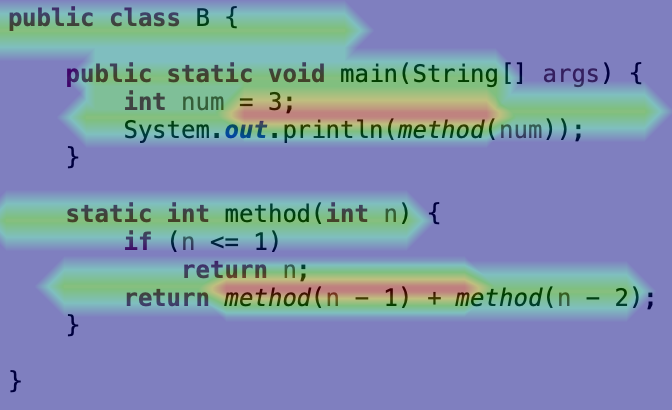 public class B {
public static void main(String[] args) {
int num = 3;
System.out.println(method(num));
}
static int method(int n) {
if (n <= 1)
return n;
return method(n - 1) + method(n - 2);
}
}